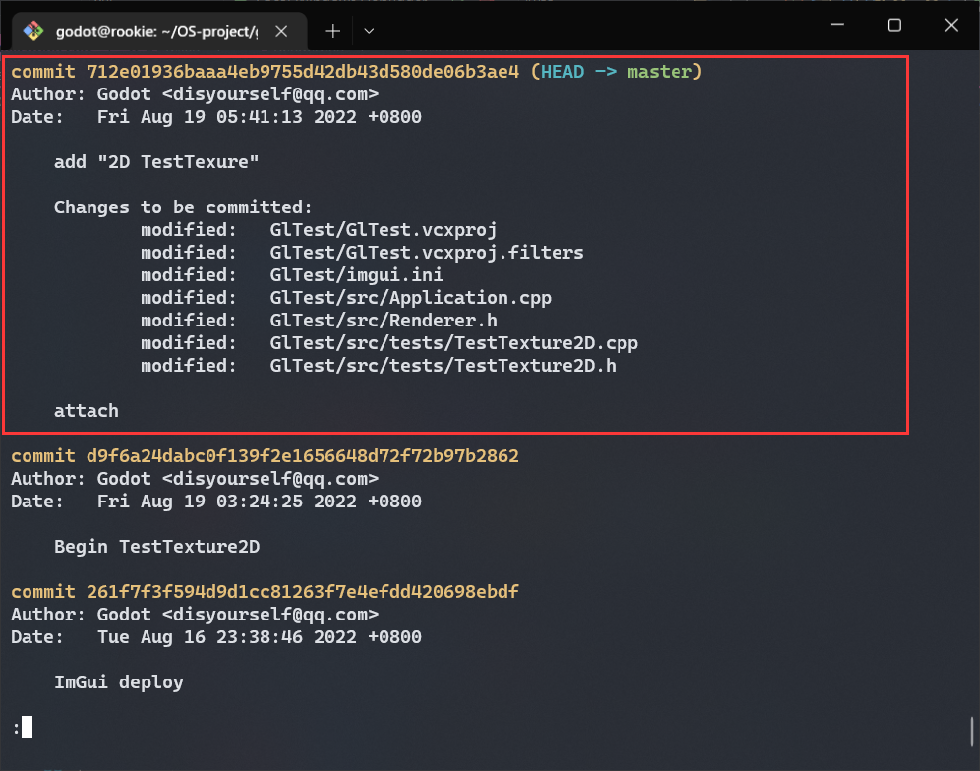 godot@rookie: ~/OS-project/g
commit 712e01936baaa4eb9755d42db43d580de06b3ae4 (HEAD -> master)
Author: Godot <disyourself@qq.com>
Date:   Fri Aug 19 05:41:13 2022 +0800
add "2D TestTexure"
Changes to be committed:
modified:   GlTest/GlTest.vcxproj
modified:   GlTest/GlTest.vcxproj.filters
modified:   GlTest/imgui.ini
modified:   GlTest/src/Application.cpp
modified:   GlTest/src/Renderer.h
modified:   GlTest/src/tests/TestTexture2D.cpp
modified:   GlTest/src/tests/TestTexture2D.h
attach
commit d9f6a24dabc0f139f2e1656648d72f72b97b2862
Author: Godot <disyourself@qq.com>
Date:   Fri Aug 19 03:24:25 2022 +0800
Begin TestTexture2D
commit 261f7f3f594d9d1cc81263f7e4efdd420698ebdf
Author: Godot <disyourself@qq.com>
Date:   Tue Aug 16 23:38:46 2022 +0800
ImGui deploy
: